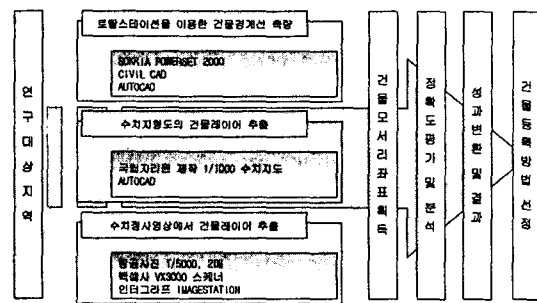 연구대상지역
토탈스테이션을 이용한 건물경계선 측량
SOKKIA POWERSET 2000
CIVIL CAD
AUTOCAD
수치지형도의 건물레이어 추출
국립지리원 제작 1/1000 수치지도
AUTOCAD
수치정사영상에서 건물레이어 추출
항공사진 1/5000, 2매
백셀사 VX3000 스케너
인터그라프 IMAGESTATION
건물모서리좌표획득
정확도평가 및 분석
성과변환 및 결과
건물등록방법 선정